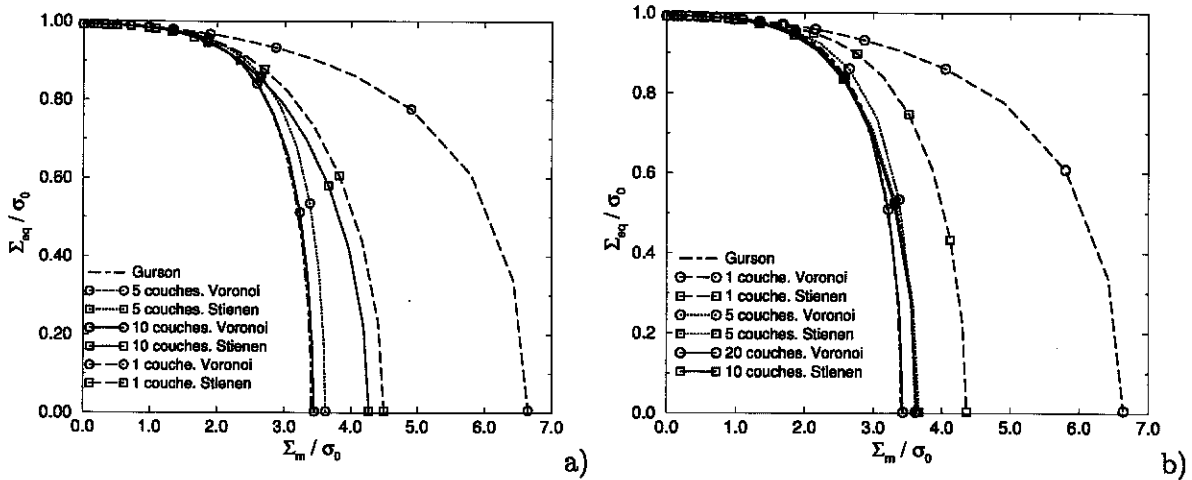 1.00
0.80
0.60
0.40
0.20
0.00
Σeq / σ0
Gurson
5 couches. Voronoi
5 couches. Stienen
10 couches. Voronoi
10 couches. Stienen
1 couche. Voronoi
1 couche. Stienen
0.0 1.0 2.0 3.0 4.0 5.0 6.0 7.0
Σm / σ0
a)
1.0
0.8
0.6
0.4
0.2
0.0
Σeq / σ0
Gurson
1 couche. Voronoi
1 couche. Stienen
5 couches. Voronoi
5 couches. Stienen
20 couches. Voronoi
10 couches. Stienen
0.0 1.0 2.0 3.0 4.0 5.0 6.0 7.0
Σm / σ0
b)